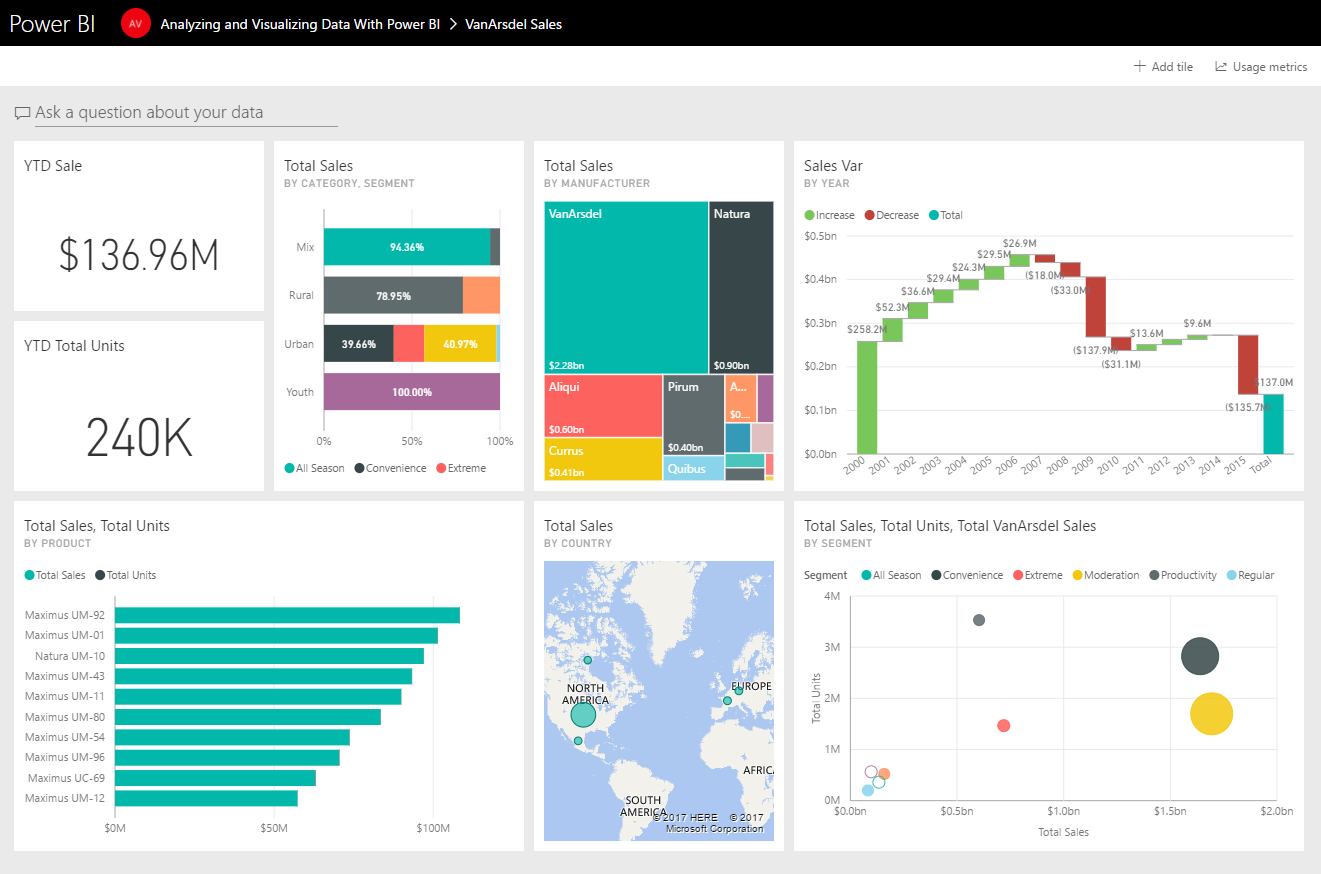 Power BI AV Analyzing and Visualizing Data With Power BI > VanArsdel Sales
Add tile Usage metrics
Ask a question about your data
YTD Sale
$136.96M
YTD Total Units
240K
Total Sales
BY CATEGORY, SEGMENT
Mix 94.36%
Rural 78.95%
Urban 39.66% 40.97%
Youth 100.00%
0% 50% 100%
All Season Convenience Extreme
Total Sales
BY MANUFACTURER
VanArsdel
$2.28bn
Natura
$0.90bn
Aliqui
$0.60bn
Currus
$0.41bn
Pirum
$0.40bn
Quibus
A...
$0....
Sales Var
BY YEAR
Increase Decrease Total
$0.5bn
$0.4bn
$0.3bn
$0.2bn
$0.1bn
$0.0bn
$258.2M
$52.3M
$36.6M
$29.4M
$24.3M
$29.5M
$26.9M
($18.0M)
($33.0M)
($137.9M)
($31.1M)
$13.6M
$9.6M
($135.7M)
$137.0M
2000 2001 2002 2003 2004 2005 2006 2007 2008 2009 2010 2011 2012 2013 2014 2015 Total
Total Sales, Total Units
BY PRODUCT
Total Sales Total Units
Maximus UM-92
Maximus UM-01
Natura UM-10
Maximus UM-43
Maximus UM-11
Maximus UM-80
Maximus UM-54
Maximus UM-96
Maximus UC-69
Maximus UM-12
$0M $50M $100M
Total Sales
BY COUNTRY
NORTH
AMERICA
EUROPE
AFRICA
SOUTH
AMERICA
© 2017 HERE © 2017
Microsoft Corporation
Total Sales, Total Units, Total VanArsdel Sales
BY SEGMENT
Segment All Season Convenience Extreme Moderation Productivity Regular
Total Units
4M
3M
2M
1M
0M
$0.0bn $0.5bn $1.0bn $1.5bn $2.0bn
Total Sales